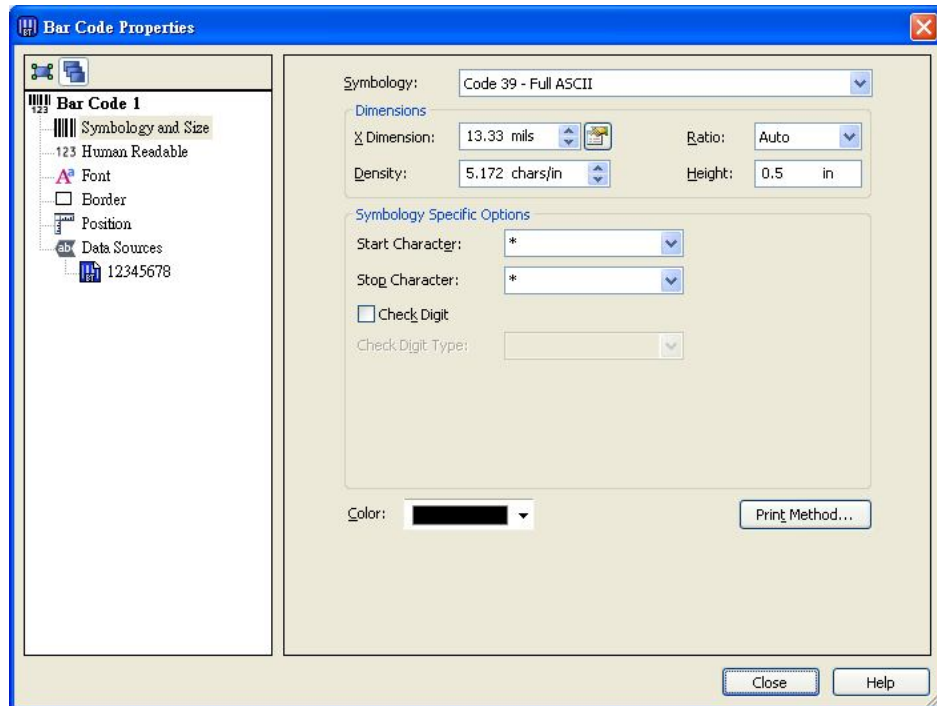 Bar Code Properties
Bar Code 1
Symbology and Size
123 Human Readable
Font
Border
Position
Data Sources
12345678
Symbology: Code 39 - Full ASCII
Dimensions
X Dimension: 13.33 mils Ratio: Auto
Density: 5.172 chars/in Height: 0.5 in
Symbology Specific Options
Start Character: *
Stop Character: *
Check Digit
Check Digit Type:
Color: Print Method...
Close Help